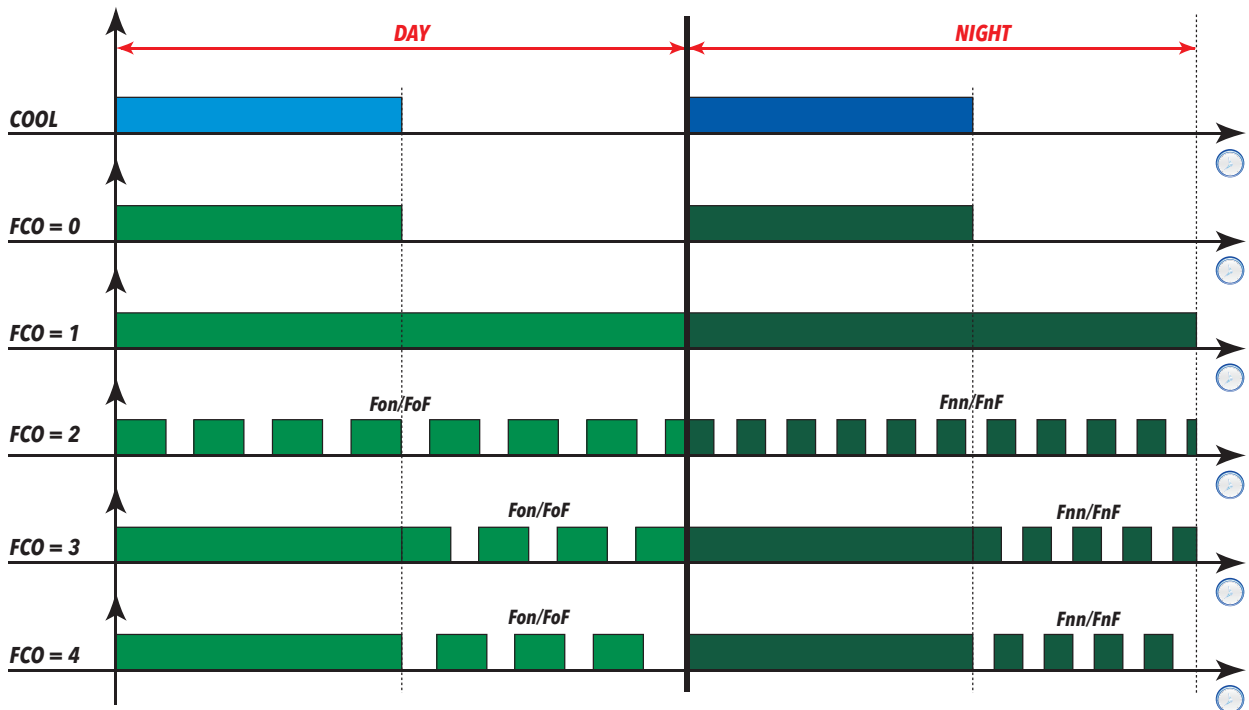 DAY NIGHT
COOL
FCO = 0
FCO = 1
Fon/FoF Fnn/FnF
FCO = 2
Fon/FoF Fnn/FnF
FCO = 3
Fon/FoF Fnn/FnF
FCO = 4